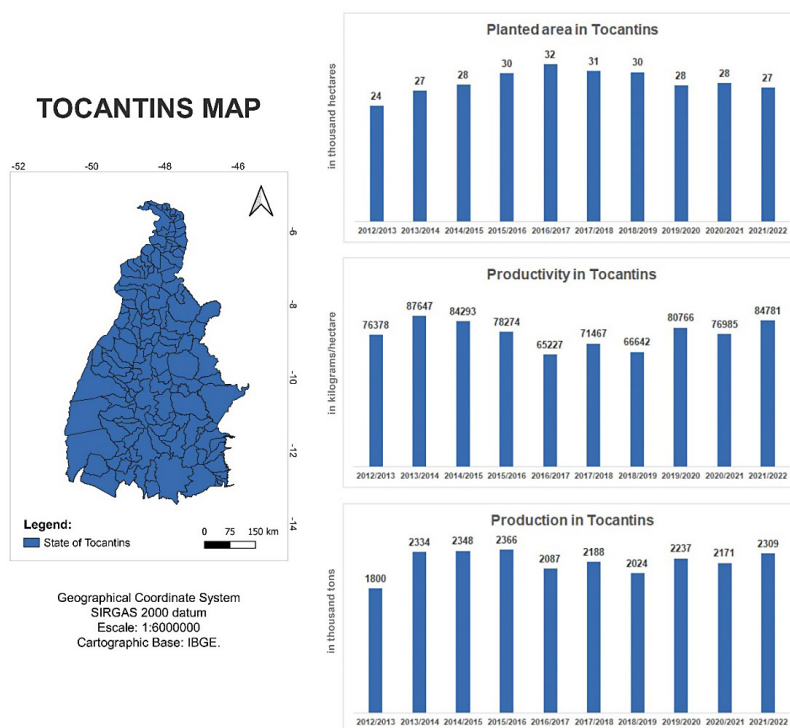 TOCANTINS MAP
-52 -50 -48 -46
-6
-8
-10
-12
-14
Legend:
State of Tocantins
0 75 150 km
Geographical Coordinate System
SIRGAS 2000 datum
Escale: 1:6000000
Cartographic Base: IBGE.
Planted area in Tocantins
in thousand hectares
24 27 28 30 32 31 30 28 28 27
2012/2013 2013/2014 2014/2015 2015/2016 2016/2017 2017/2018 2018/2019 2019/2020 2020/2021 2021/2022
Productivity in Tocantins
in kilograms/hectare
76378 87647 84293 78274 65227 71467 66642 80766 76985 84781
2012/2013 2013/2014 2014/2015 2015/2016 2016/2017 2017/2018 2018/2019 2019/2020 2020/2021 2021/2022
Production in Tocantins
in thousand tons
1800 2334 2348 2366 2087 2188 2024 2237 2171 2309
2012/2013 2013/2014 2014/2015 2015/2016 2016/2017 2017/2018 2018/2019 2019/2020 2020/2021 2021/2022